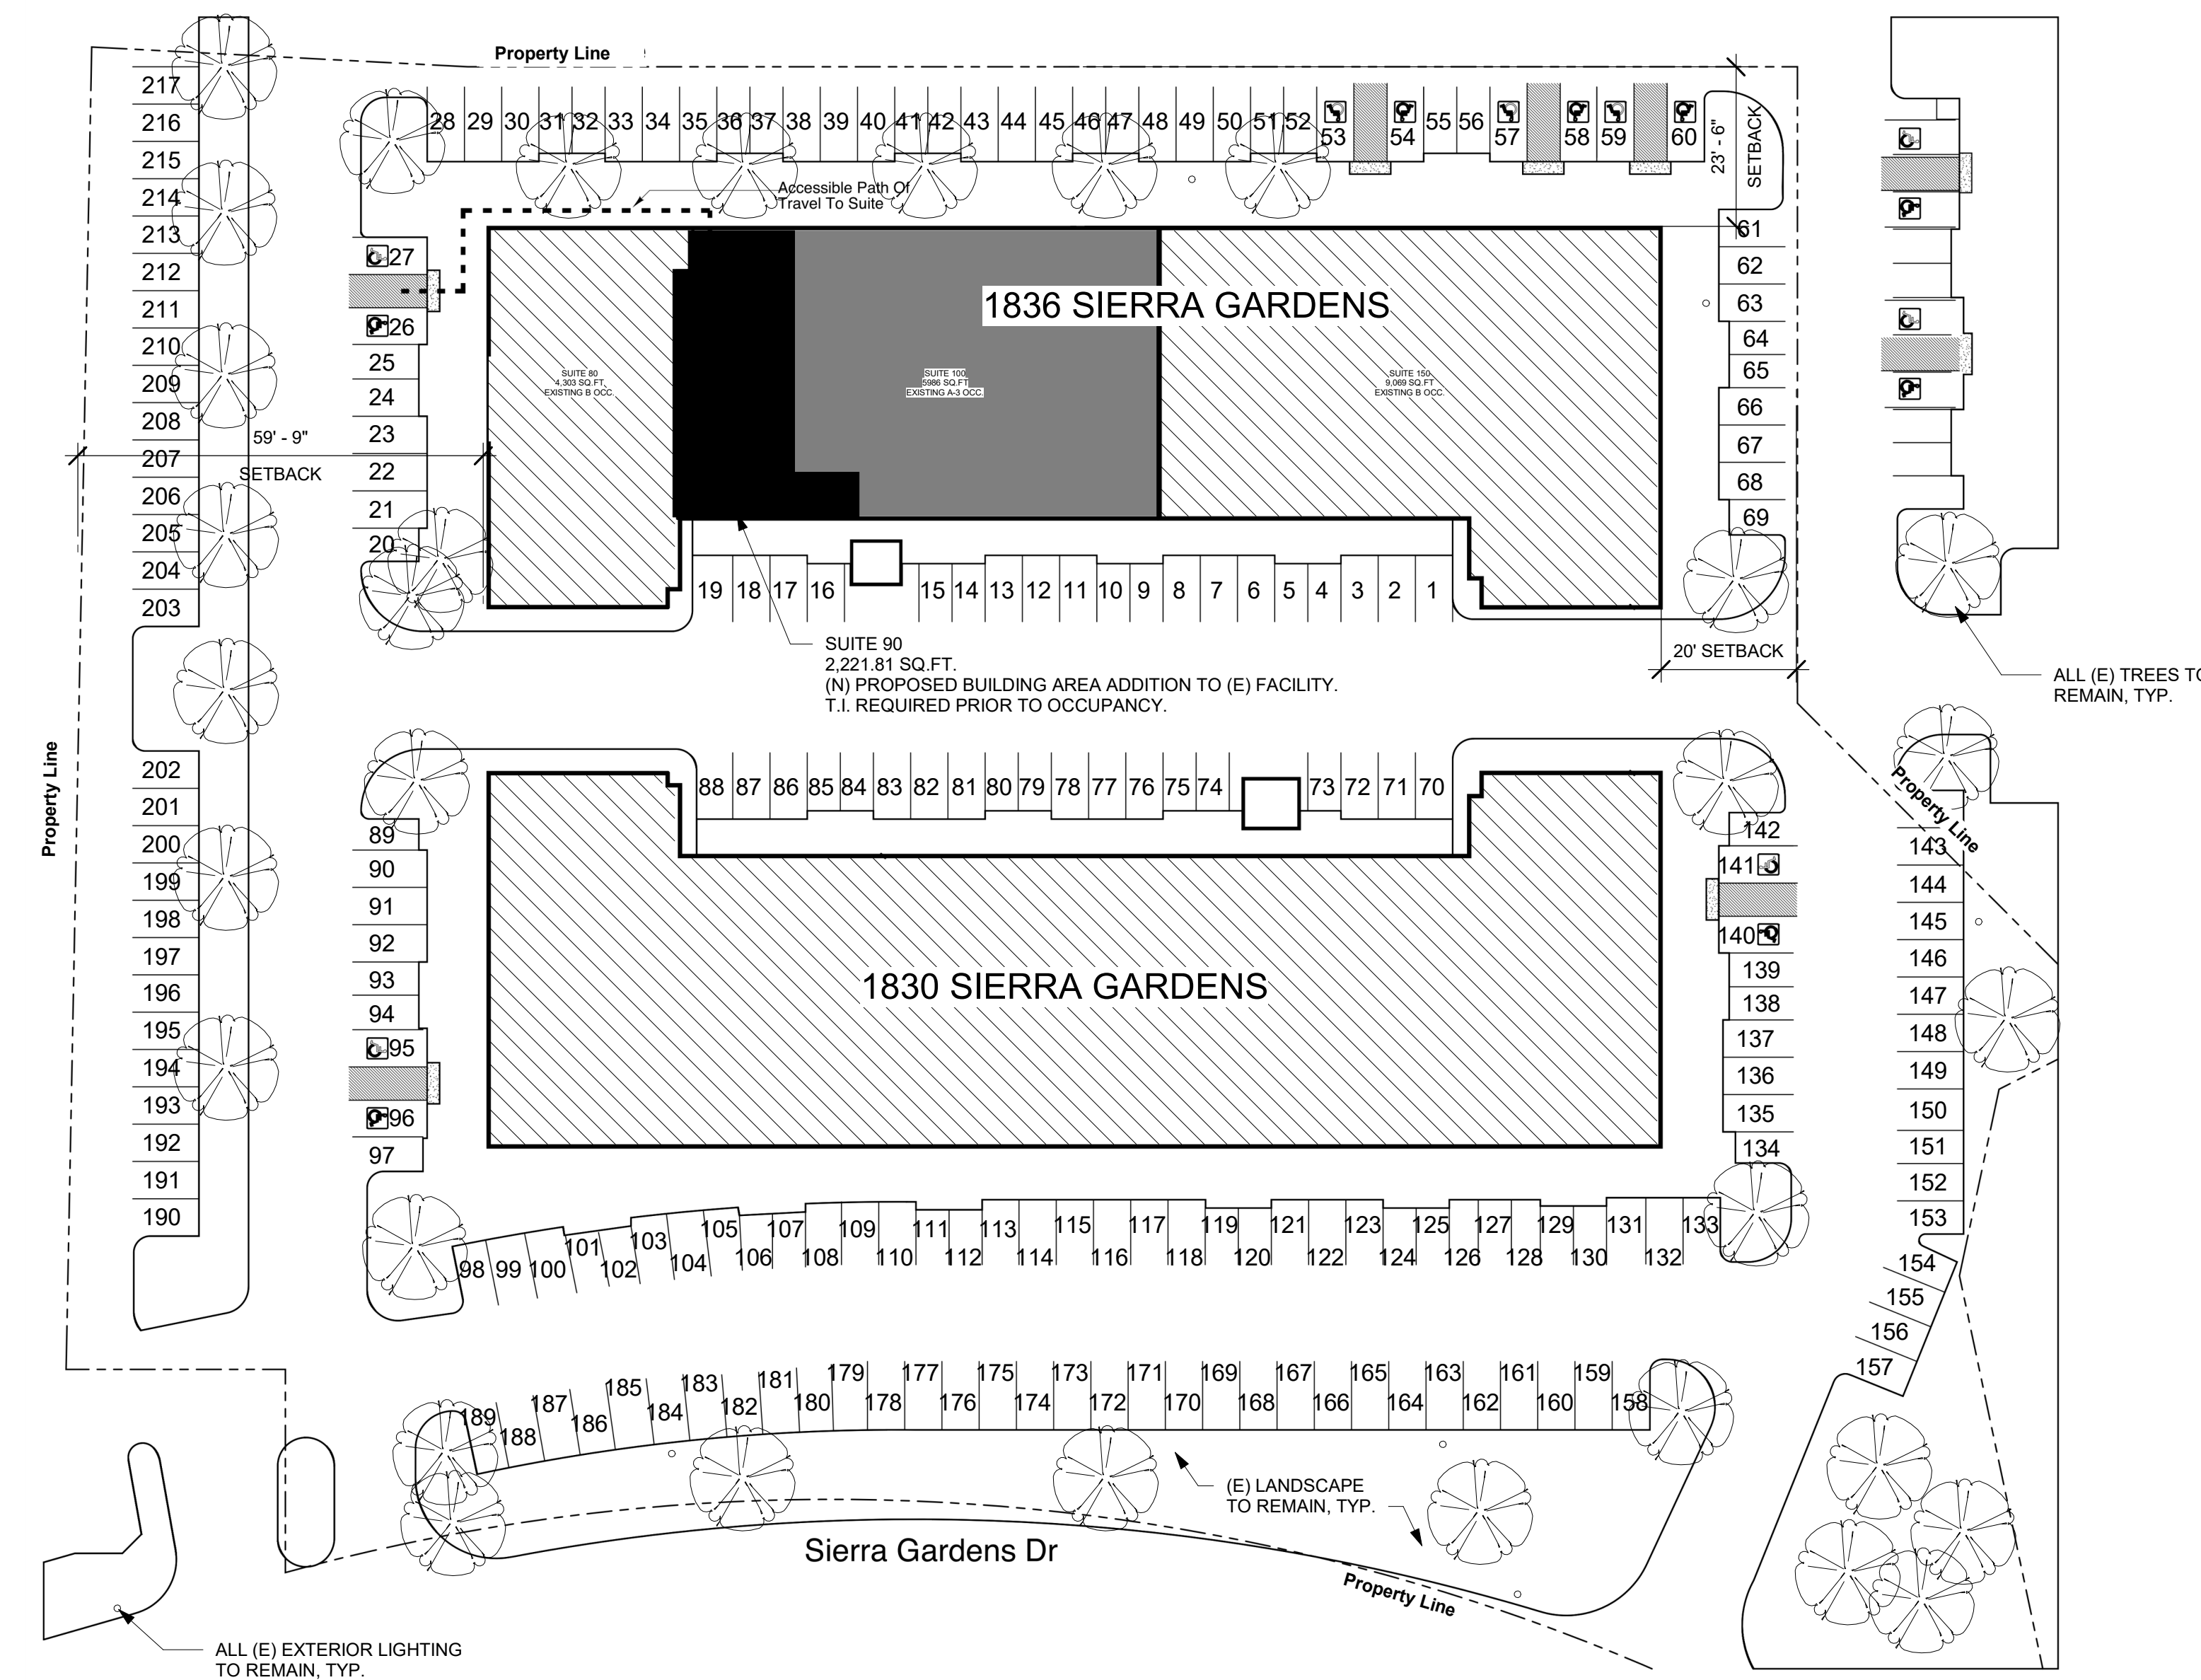 Property Line
217
216
215
214
213
212
211
210
209
208
207
206
205
204
203
59' - 9"
SETBACK
28 29 30 31 32 33 34 35 36 37 38 39 40 41 42 43 44 45 46 47 48 49 50 51 52 53 54 55 56 57 58 59 60
23' - 6"
SETBACK
Accessible Path Of
Travel To Suite
27
26
25
24
23
22
21
20
1836 SIERRA GARDENS
SUITE 80
4,303 SQ.FT.
EXISTING B OCC.
SUITE 100
5986 SQ.FT
EXISTING A-3 OCC.
SUITE 150
9,069 SQ.FT
EXISTING B OCC.
61
62
63
64
65
66
67
68
69
19 18 17 16 15 14 13 12 11 10 9 8 7 6 5 4 3 2 1
SUITE 90
2,221.81 SQ.FT.
(N) PROPOSED BUILDING AREA ADDITION TO (E) FACILITY.
T.I. REQUIRED PRIOR TO OCCUPANCY.
20' SETBACK
ALL (E) TREES TO
REMAIN, TYP.
Property Line
202
201
200
199
198
197
196
195
194
193
192
191
190
88 87 86 85 84 83 82 81 80 79 78 77 76 75 74 73 72 71 70
89
90
91
92
93
94
95
96
97
1830 SIERRA GARDENS
142
141
140
139
138
137
136
135
134
Property Line
143
144
145
146
147
148
149
150
151
152
153
154
155
156
157
98 99 100 101 102 103 104 105 106 107 108 109 110 111 112 113 114 115 116 117 118 119 120 121 122 123 124 125 126 127 128 129 130 131 132 133
189 188 187 186 185 184 183 182 181 180 179 178 177 176 175 174 173 172 171 170 169 168 167 166 165 164 163 162 161 160 159 158
(E) LANDSCAPE
TO REMAIN, TYP.
Sierra Gardens Dr
Property Line
ALL (E) EXTERIOR LIGHTING
TO REMAIN, TYP.